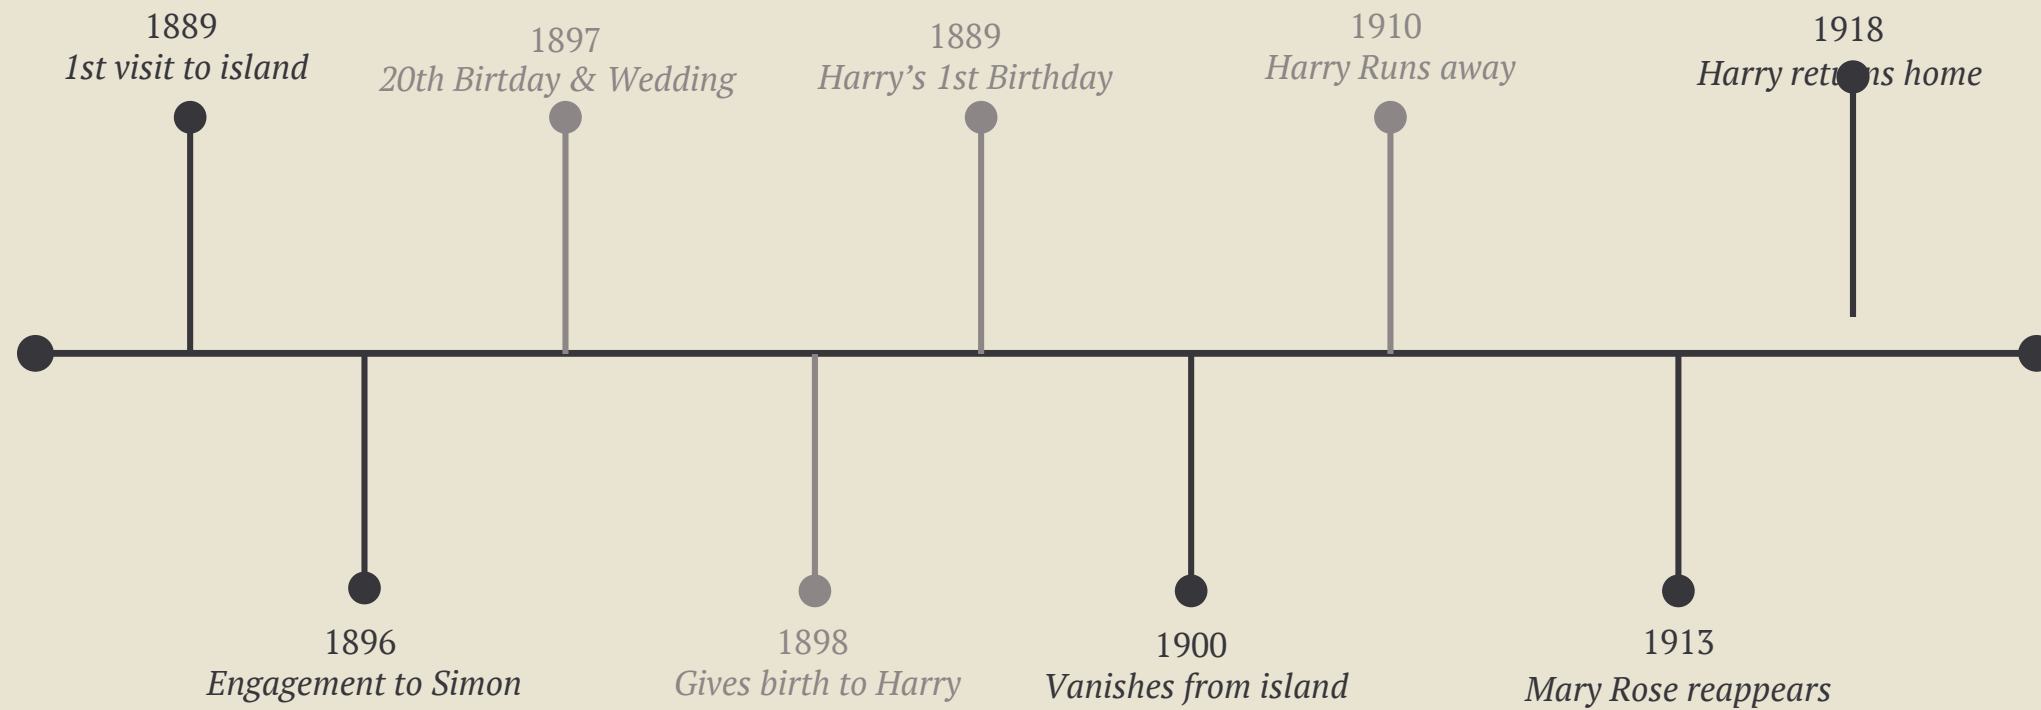 1889
1st visit to island
1897
20th Birtday & Wedding
1889
Harry's 1st Birthday
1910
Harry Runs away
1918
Harry returns home
1896
Engagement to Simon
1898
Gives birth to Harry
1900
Vanishes from island
1913
Mary Rose reappears